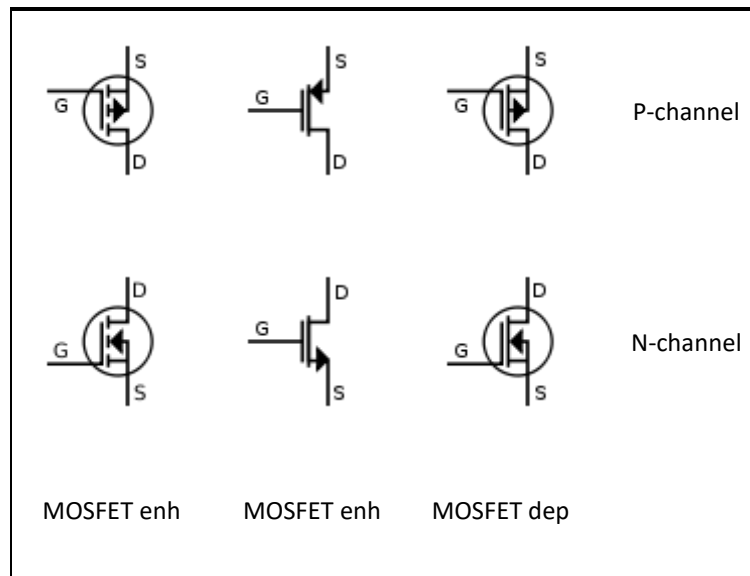 S S S
G G G P-channel
D D D
D D D
G G G N-channel
S S S
MOSFET enh MOSFET enh MOSFET dep